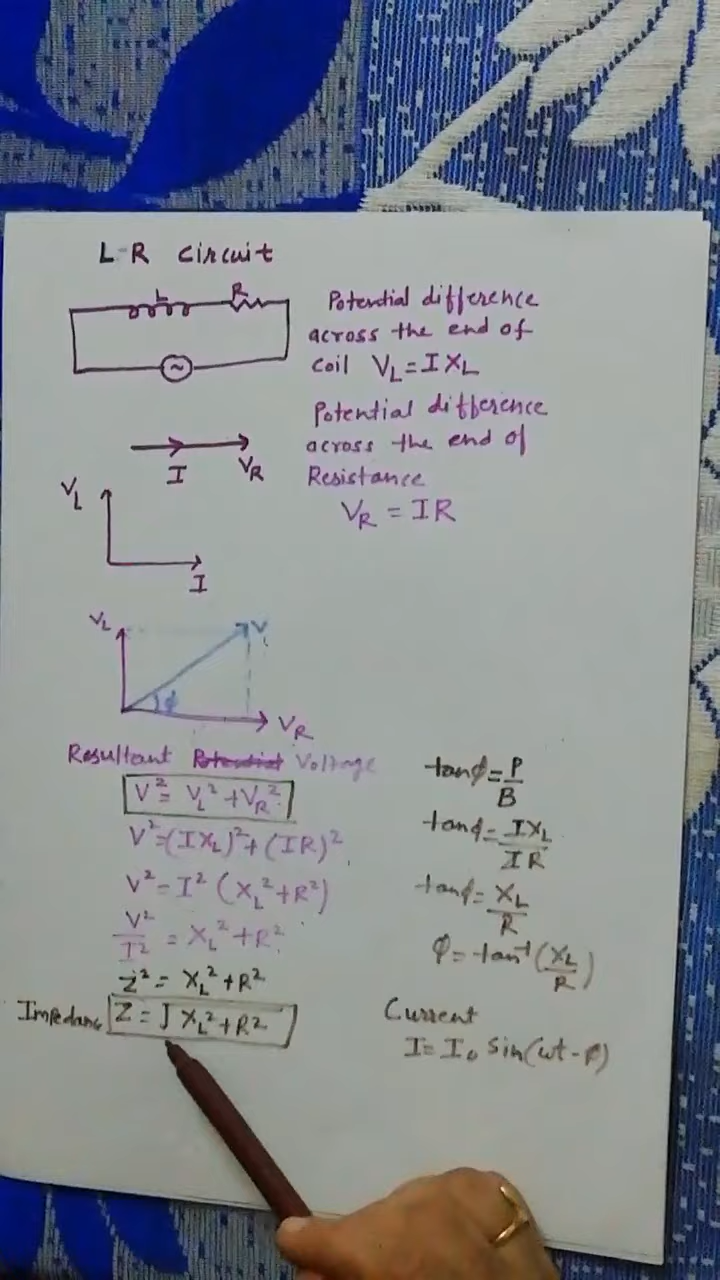 L-R Circuit
L
R
~
Potential difference
across the end of
Coil V_L = I X_L
Potential difference
across the end of
Resistance
V_R = IR
I
V_R
V_L
I
V_L
V
ϕ
V_R
Resultant Potential Voltage
V² = V_L² + V_R²
V² = (IX_L)² + (IR)²
V² = I² (X_L² + R²)
V²/I² = X_L² + R²
Z² = X_L² + R²
Impedance Z = √X_L² + R²
tanϕ = P/B
tanϕ = IX_L/IR
tanϕ = X_L/R
ϕ = tan⁻¹(X_L/R)
Current
I = I₀ Sin(ωt - ϕ)